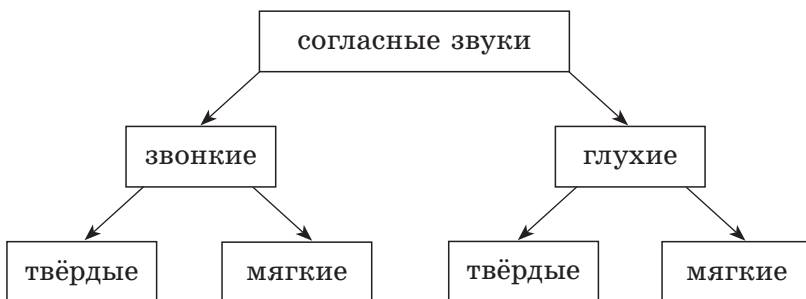 согласные звуки
звонкие
глухие
твёрдые
мягкие
твёрдые
мягкие